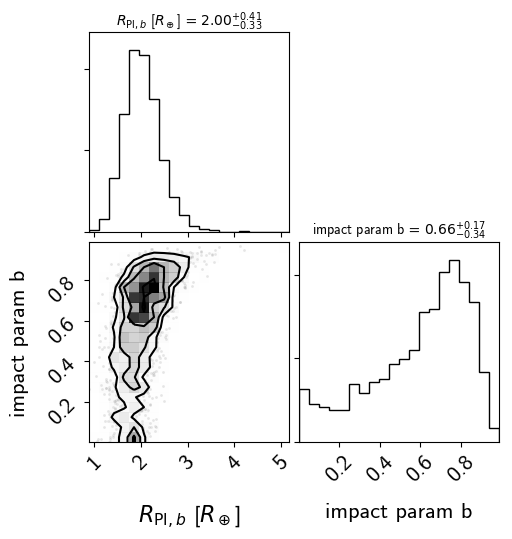 R_{Pl, b} [R_⊕] = 2.00^{+0.41}_{-0.33}
impact param b = 0.66^{+0.17}_{-0.34}
impact param b
0.8
0.6
0.4
0.2
1 2 3 4 5
0.2 0.4 0.6 0.8
R_{Pl, b} [R_⊕]
impact param b